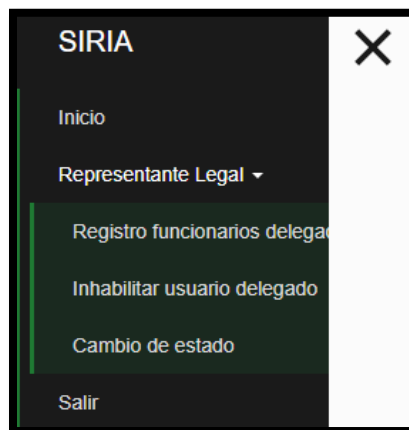 SIRIA
Inicio
Representante Legal
Registro funcionarios
Inhabilitar usuario delegado
Cambio de estado
Salir